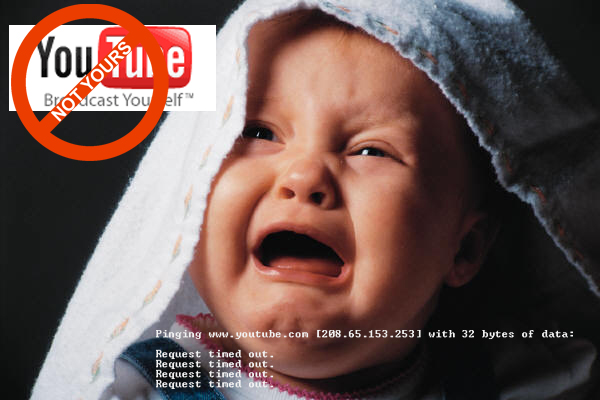 YouTube
Broadcast Yourself™
NOT YOURS
Pinging www.youtube.com [208.65.153.253] with 32 bytes of data:
Request timed out.
Request timed out.
Request timed out.
Request timed out.